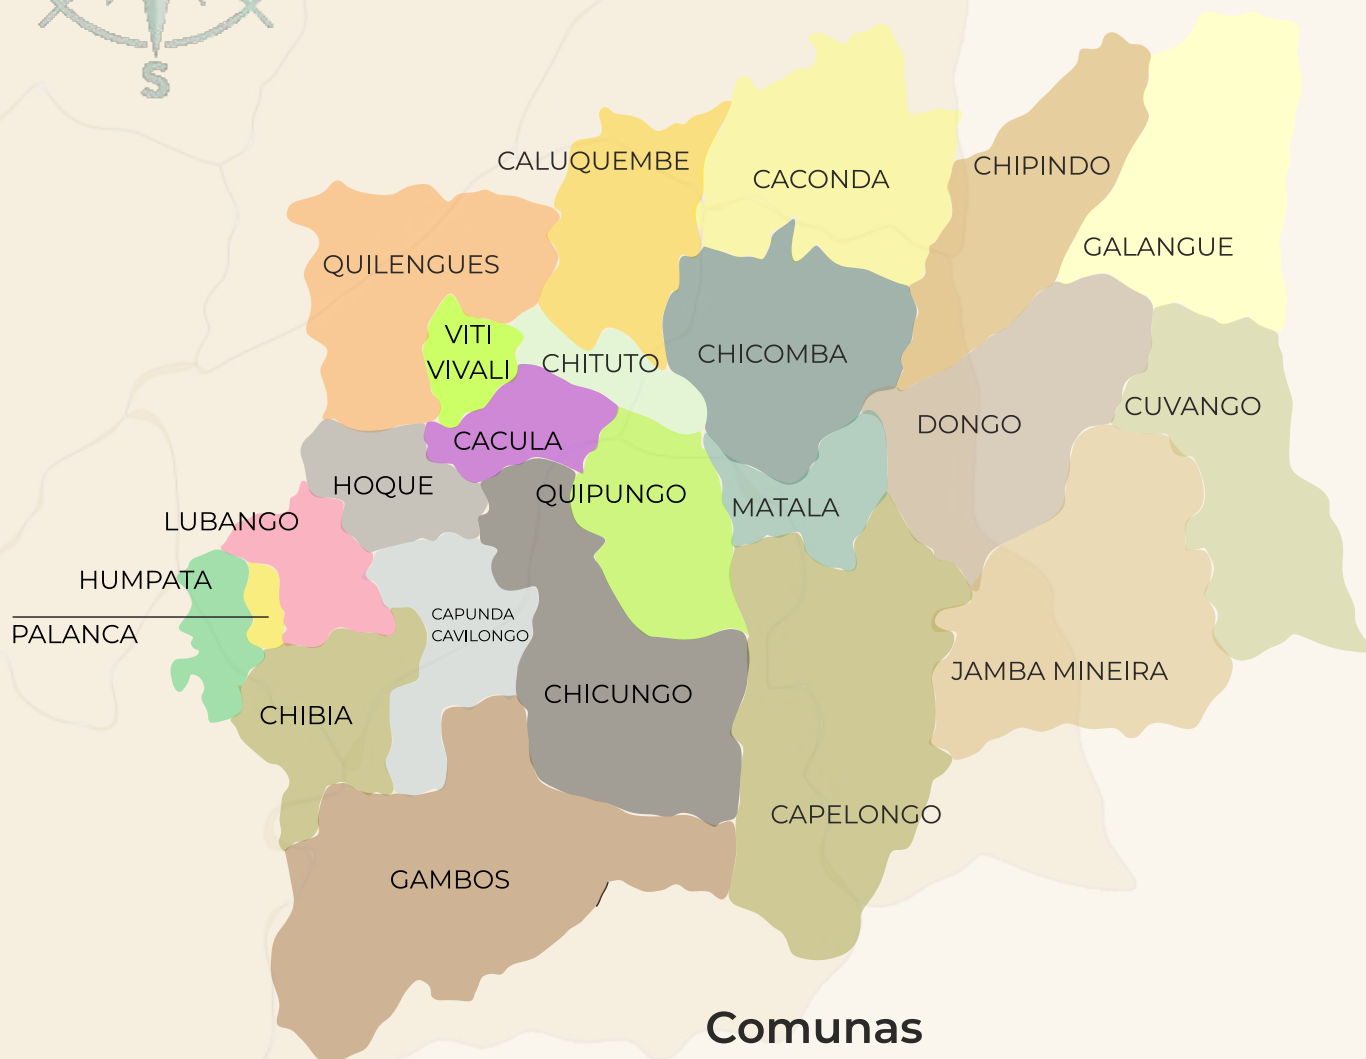 S
CALUQUEMBE
CACONDA
CHIPINDO
GALANGUE
QUILENGUES
VITI
VIVALI
CHITUTO
CHICOMBA
CUVANGO
DONGO
CACULA
HOQUE
QUIPUNGO
MATALA
LUBANGO
HUMPATA
PALANCA
CAPUNDA
CAVILONGO
JAMBA MINEIRA
CHICUNGO
CHIBIA
CAPELONGO
GAMBOS
Comunas